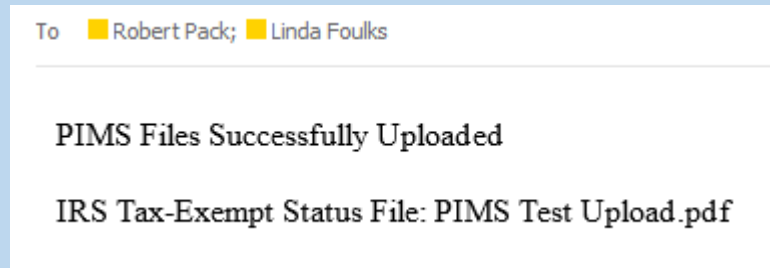 To Robert Pack; Linda Foulks
PIMS Files Successfully Uploaded
IRS Tax-Exempt Status File: PIMS Test Upload.pdf